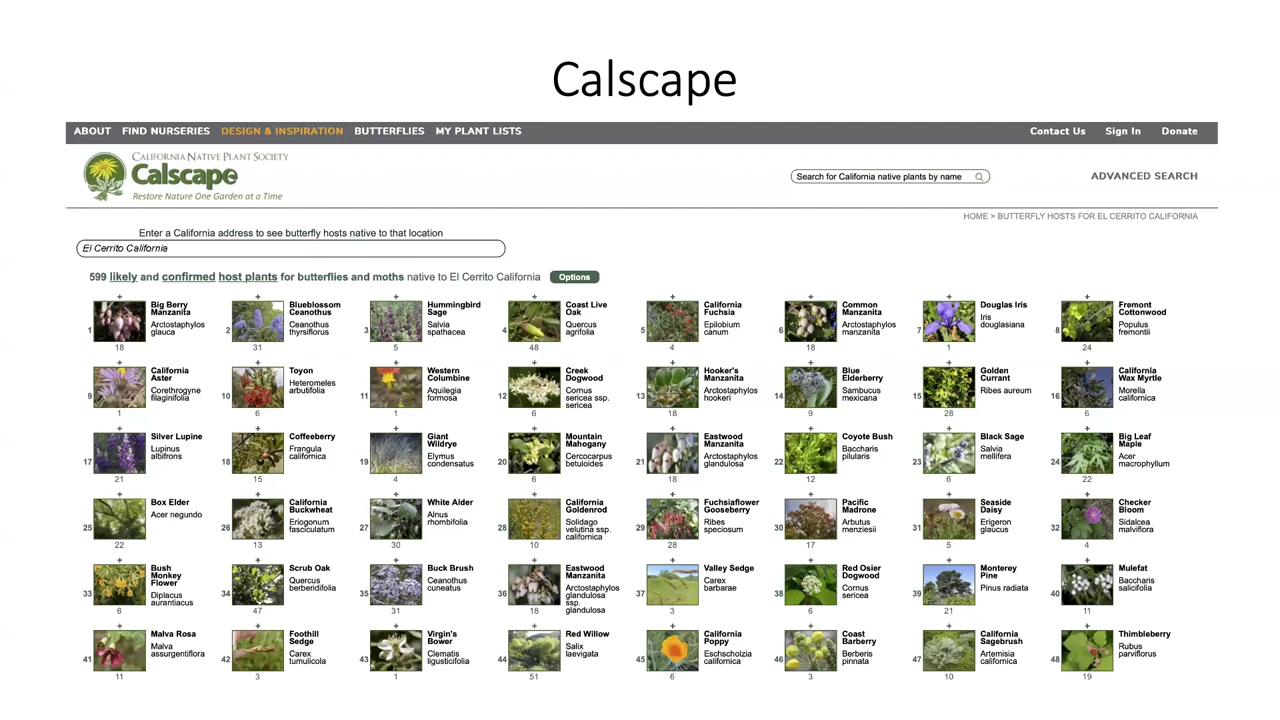 Calscape
ABOUT FIND NURSERIES DESIGN & INSPIRATION BUTTERFLIES MY PLANT LISTS Contact Us Sign In Donate
CALIFORNIA NATIVE PLANT SOCIETY
Calscape
Restore Nature One Garden at a Time
Search for California native plants by name
ADVANCED SEARCH
HOME > BUTTERFLY HOSTS FOR EL CERRITO CALIFORNIA
Enter a California address to see butterfly hosts native to that location
El Cerrito California
599 likely and confirmed host plants for butterflies and moths native to El Cerrito California Options
+
1
Big Berry
Manzanita
Arctostaphylos
glauca
18
+
2
Blueblossom
Ceanothus
Ceanothus
thyrsiflorus
31
+
3
Hummingbird
Sage
Salvia
spathacea
5
+
4
Coast Live
Oak
Quercus
agrifolia
48
+
5
California
Fuchsia
Epilobium
canum
4
+
6
Common
Manzanita
Arctostaphylos
manzanita
18
+
7
Douglas Iris
Iris
douglasiana
1
+
8
Fremont
Cottonwood
Populus
fremontii
24
+
9
California
Aster
Corethrogyne
filaginifolia
1
+
10
Toyon
Heteromeles
arbutifolia
6
+
11
Western
Columbine
Aquilegia
formosa
1
+
12
Creek
Dogwood
Cornus
sericea ssp.
sericea
6
+
13
Hooker's
Manzanita
Arctostaphylos
hookeri
18
+
14
Blue
Elderberry
Sambucus
mexicana
9
+
15
Golden
Currant
Ribes aureum
28
+
16
California
Wax Myrtle
Morella
californica
6
+
17
Silver Lupine
Lupinus
albifrons
21
+
18
Coffeeberry
Frangula
californica
15
+
19
Giant
Wildrye
Elymus
condensatus
4
+
20
Mountain
Mahogany
Cercocarpus
betuloides
6
+
21
Eastwood
Manzanita
Arctostaphylos
glandulosa
18
+
22
Coyote Bush
Baccharis
pilularis
12
+
23
Black Sage
Salvia
mellifera
6
+
24
Big Leaf
Maple
Acer
macrophyllum
22
+
25
Box Elder
Acer negundo
22
+
26
California
Buckwheat
Eriogonum
fasciculatum
13
+
27
White Alder
Alnus
rhombifolia
30
+
28
California
Goldenrod
Solidago
velutina ssp.
californica
10
+
29
Fuchsiaflower
Gooseberry
Ribes
speciosum
28
+
30
Pacific
Madrone
Arbutus
menziesii
17
+
31
Seaside
Daisy
Erigeron
glaucus
5
+
32
Checker
Bloom
Sidalcea
malviflora
4
+
33
Bush
Monkey
Flower
Diplacus
aurantiacus
6
+
34
Scrub Oak
Quercus
berberidifolia
47
+
35
Buck Brush
Ceanothus
cuneatus
31
+
36
Eastwood
Manzanita
Arctostaphylos
glandulosa
ssp.
glandulosa
18
+
37
Valley Sedge
Carex
barbarae
3
+
38
Red Osier
Dogwood
Cornus
sericea
6
+
39
Monterey
Pine
Pinus radiata
21
+
40
Mulefat
Baccharis
salicifolia
11
+
41
Malva Rosa
Malva
assurgentiflora
11
+
42
Foothill
Sedge
Carex
tumulicola
3
+
43
Virgin's
Bower
Clematis
ligusticifolia
1
+
44
Red Willow
Salix
laevigata
51
+
45
California
Poppy
Eschscholzia
californica
6
+
46
Coast
Barberry
Berberis
pinnata
3
+
47
California
Sagebrush
Artemisia
californica
10
+
48
Thimbleberry
Rubus
parviflorus
19